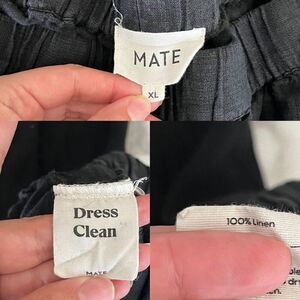 MATE
XL
Dress
Clean
MATE
100% Linen